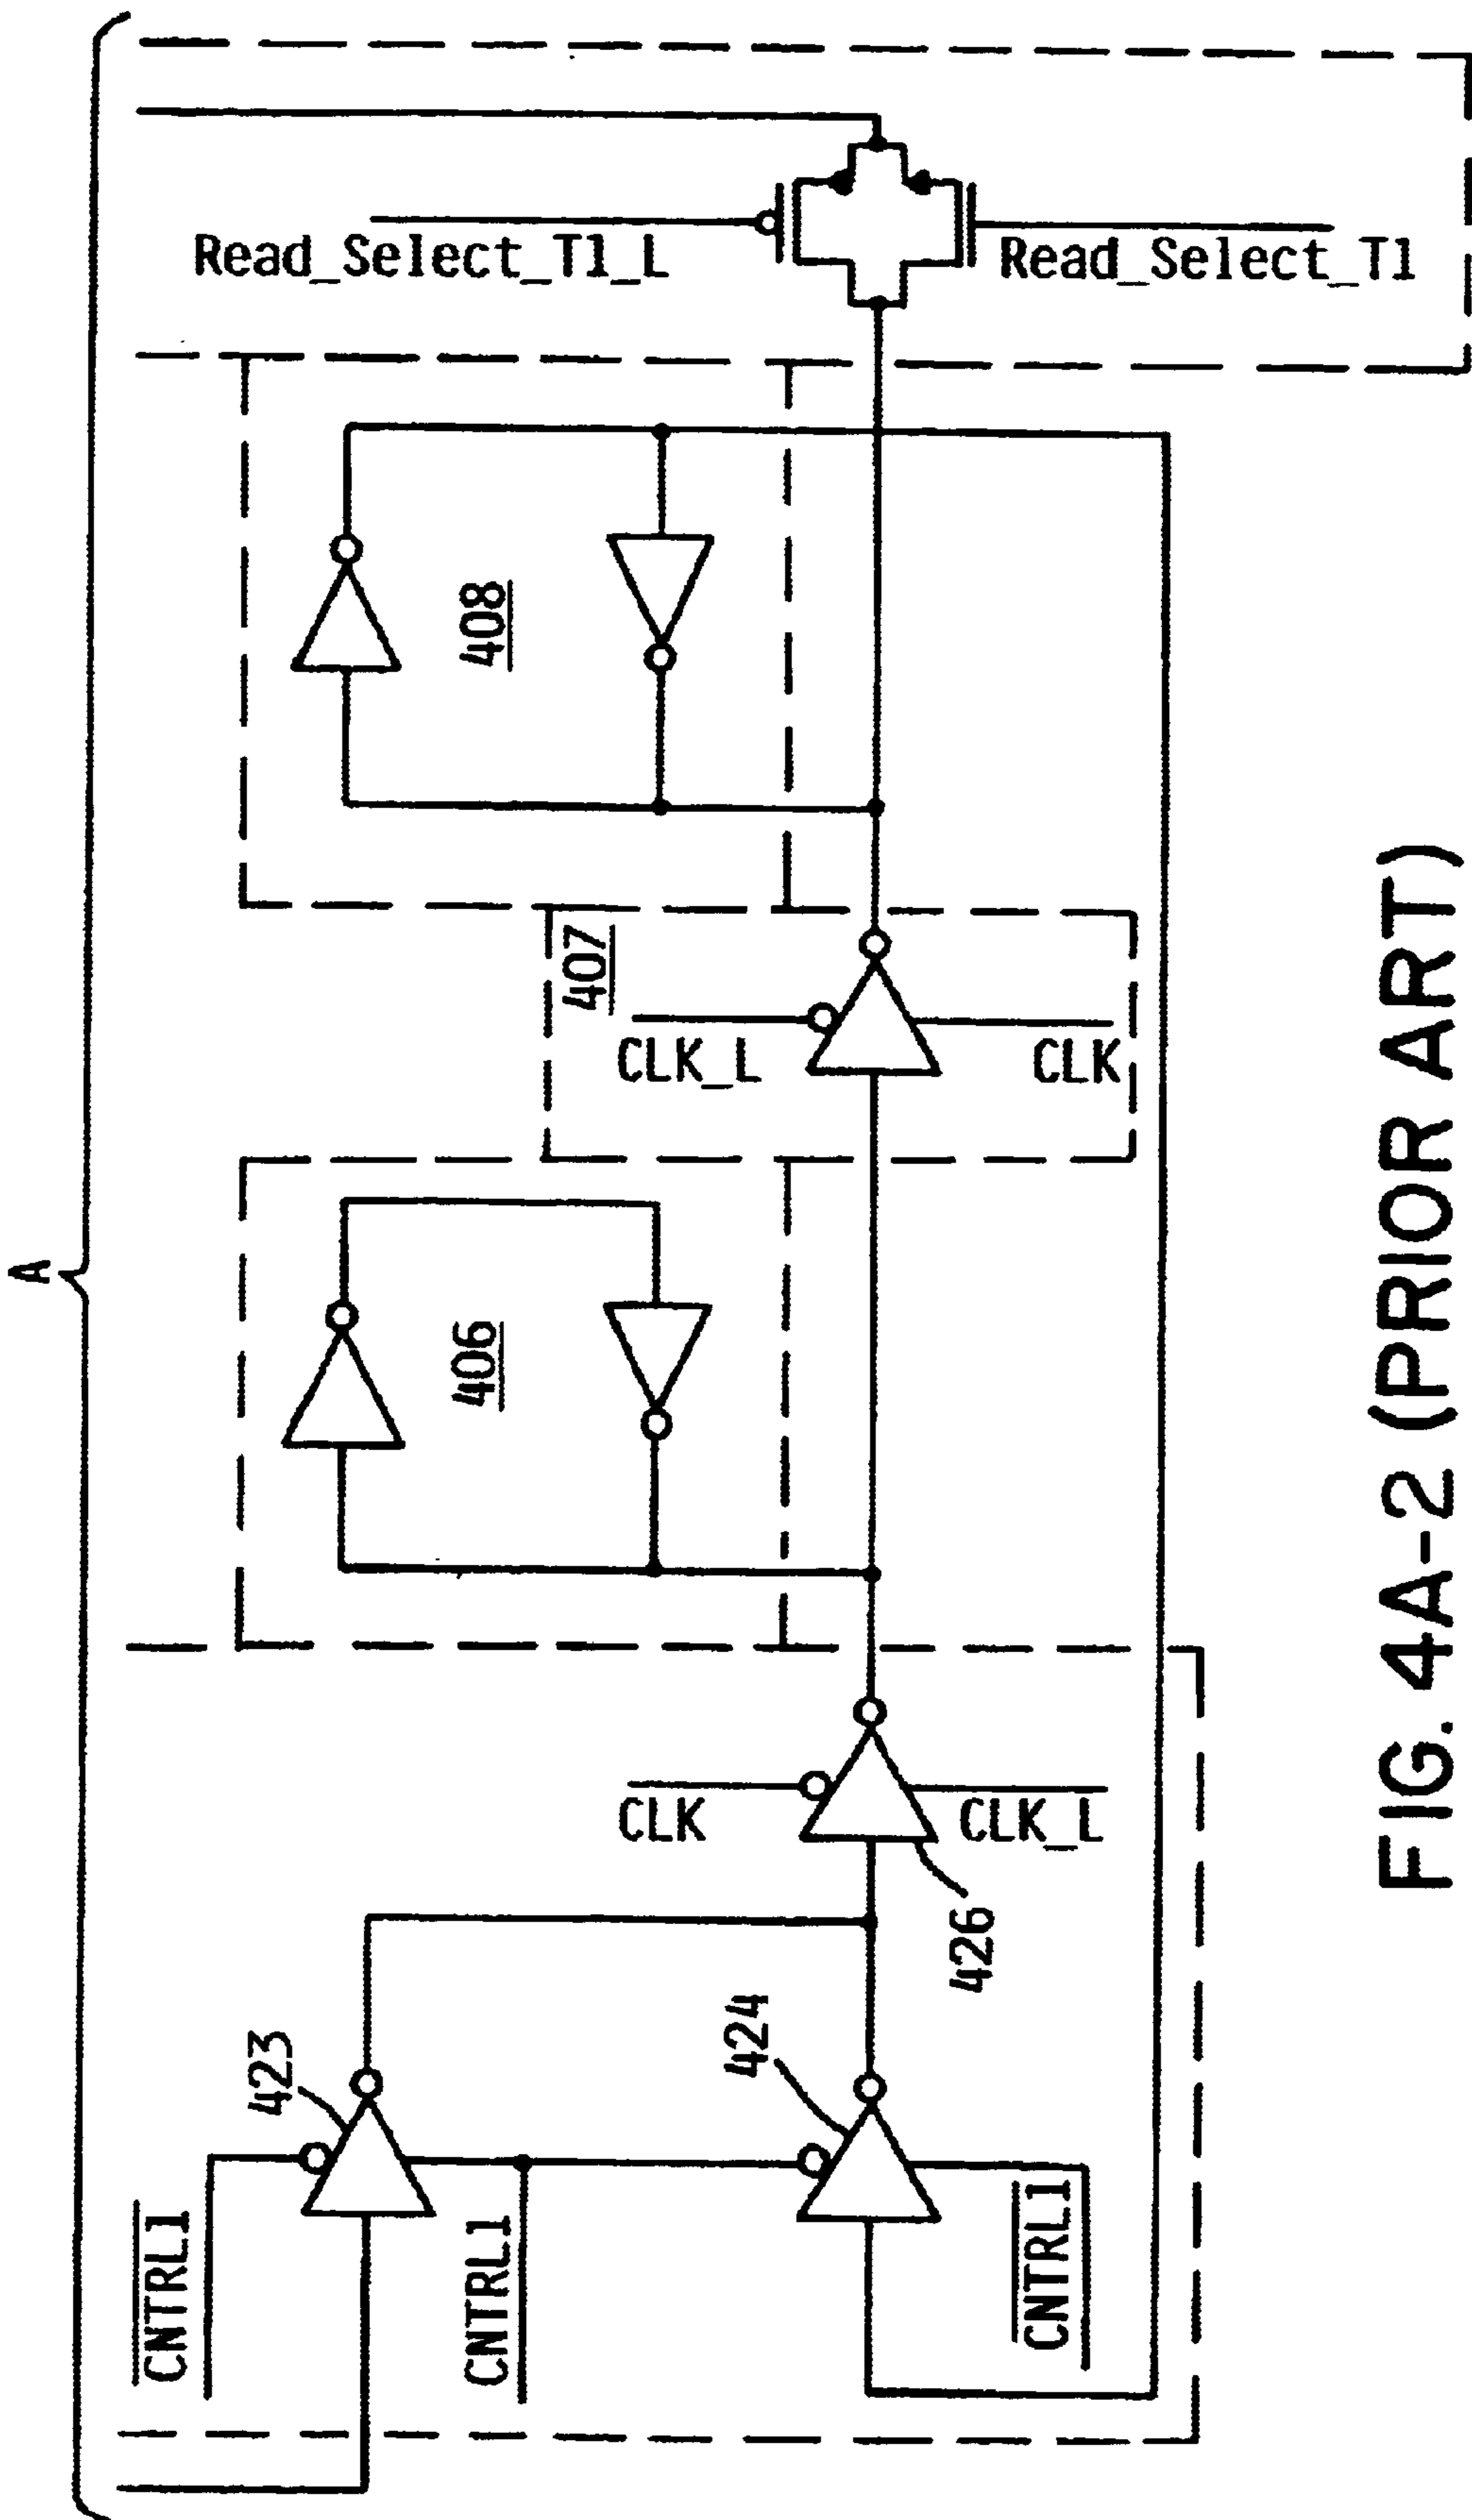 A
Read_Select_T1_L
Read_Select_T1
408
407
CLK_L
CLK
406
CLK
CLK_L
426
423
424
CNTRL1
CNTRL1
CNTRL1
FIG. 4A-2 (PRIOR ART)